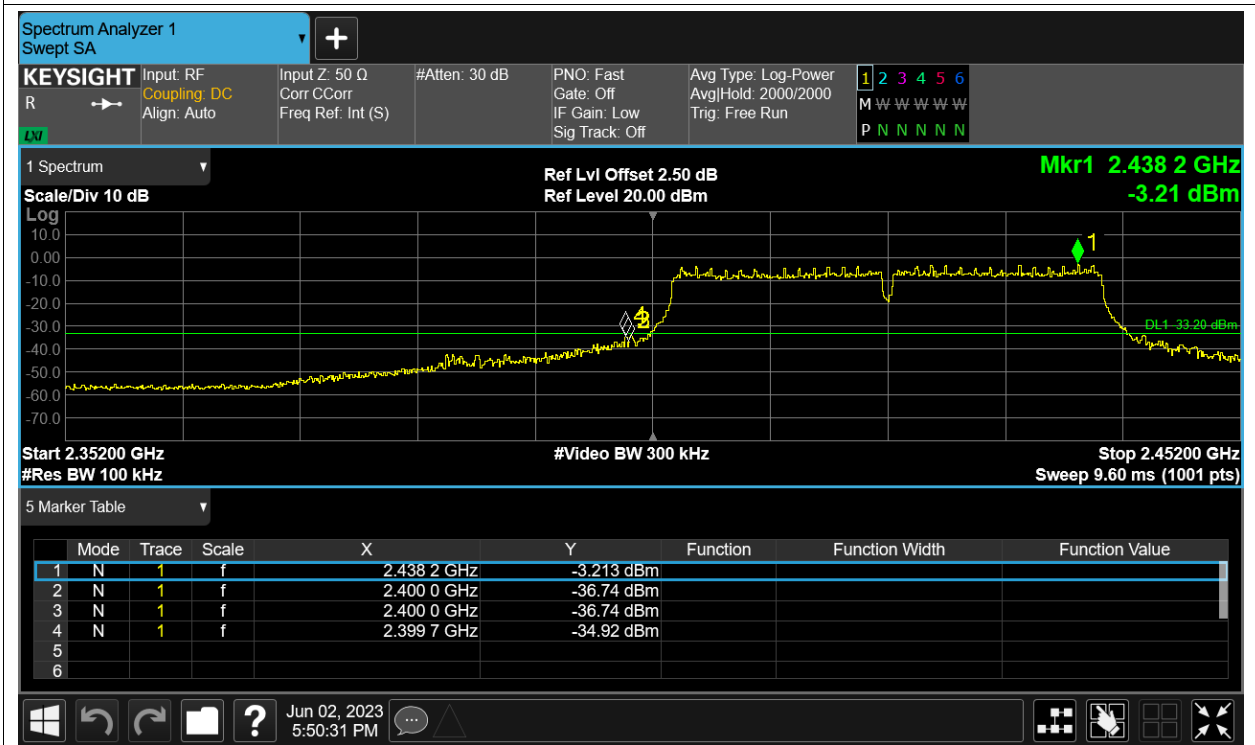 Spectrum Analyzer 1
Swept SA
KEYSIGHT Input: RF Input Z: 50 Ω #Atten: 30 dB PNO: Fast Avg Type: Log-Power 1 2 3 4 5 6
R Coupling: DC Corr CCorr Gate: Off Avg|Hold: 2000/2000 M W W W W W
Align: Auto Freq Ref: Int (S) IF Gain: Low Trig: Free Run
LXI Sig Track: Off P N N N N N
1 Spectrum Ref Lvl Offset 2.50 dB Mkr1 2.438 2 GHz
Scale/Div 10 dB Ref Level 20.00 dBm -3.21 dBm
Log
10.0
0.00
-10.0
-20.0
-30.0
-40.0
-50.0
-60.0
-70.0
1
DL1 -33.20 dBm
Start 2.35200 GHz #Video BW 300 kHz Stop 2.45200 GHz
#Res BW 100 kHz Sweep 9.60 ms (1001 pts)
5 Marker Table
Mode Trace Scale X Y Function Function Width Function Value
1 N 1 f 2.438 2 GHz -3.213 dBm
2 N 1 f 2.400 0 GHz -36.74 dBm
3 N 1 f 2.400 0 GHz -36.74 dBm
4 N 1 f 2.399 7 GHz -34.92 dBm
5
6
? Jun 02, 2023
5:50:31 PM